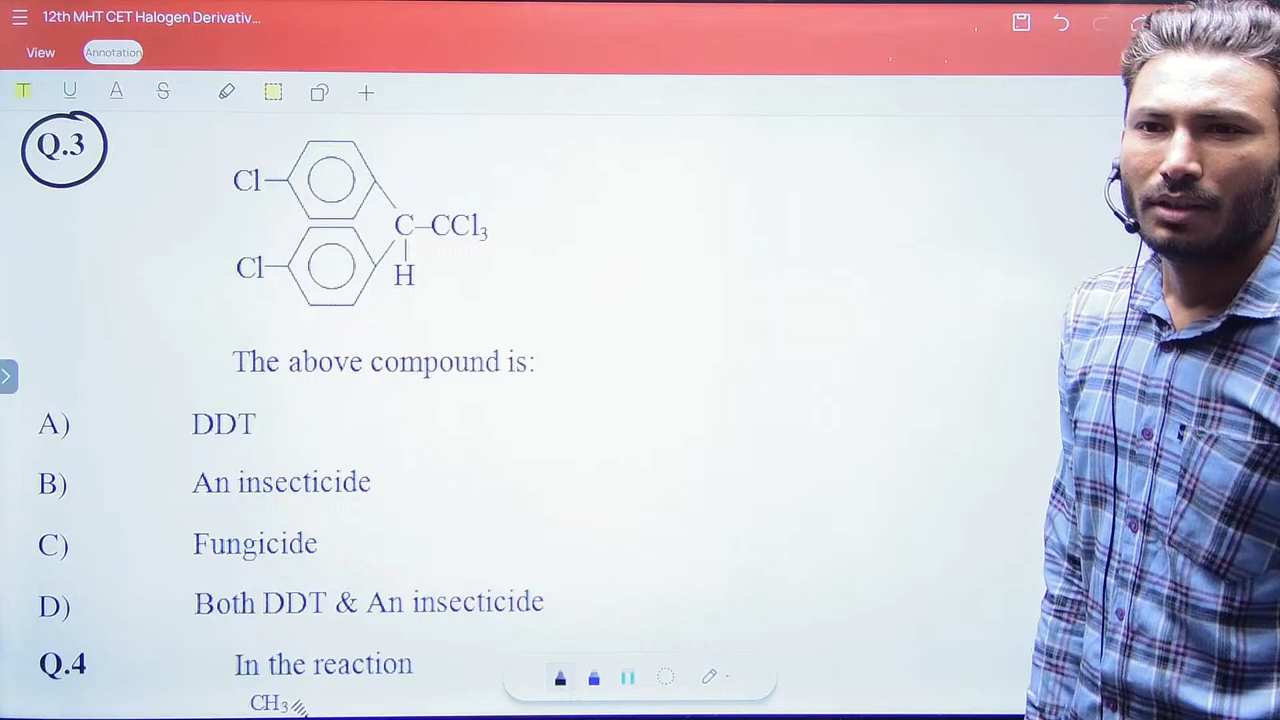 12th MHT CET Halogen Derivativ...
View Annotation
T U A S
Q.3
Cl
C-CCl₃
Cl
H
The above compound is:
A) DDT
B) An insecticide
C) Fungicide
D) Both DDT & An insecticide
Q.4 In the reaction
CH₃